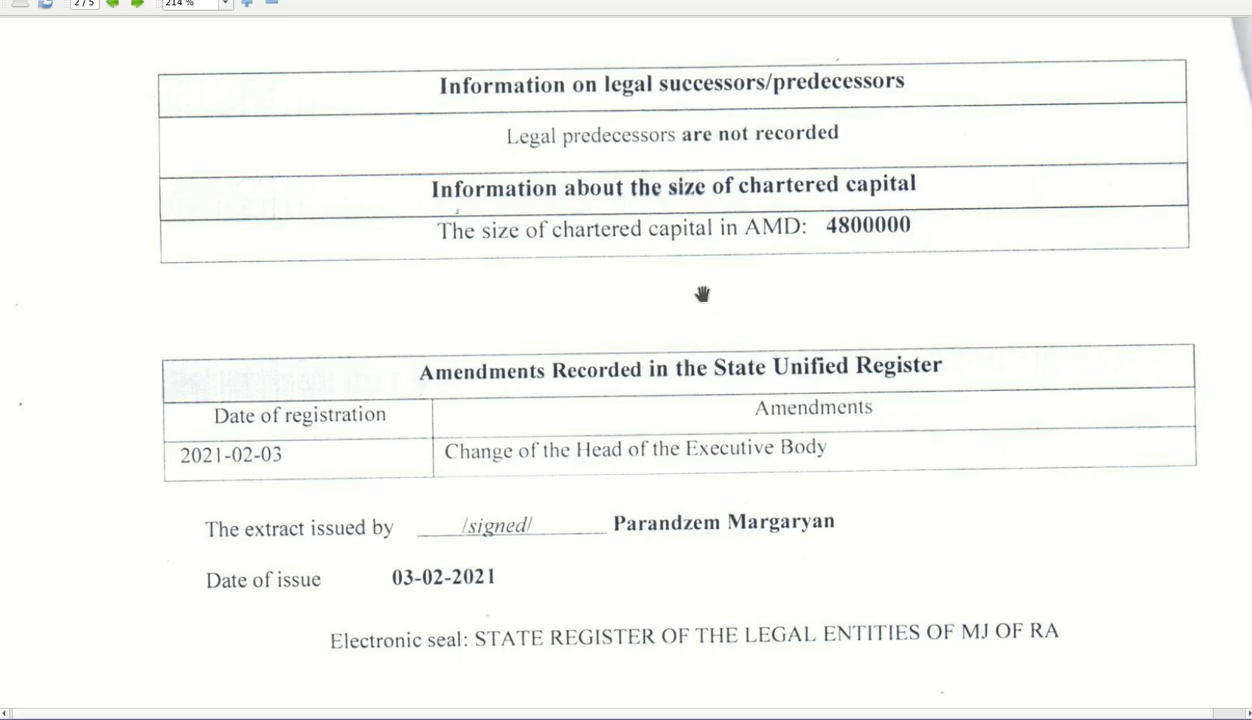 2 / 5
214 %
Information on legal successors/predecessors
Legal predecessors are not recorded
Information about the size of chartered capital
The size of chartered capital in AMD: 4800000
Amendments Recorded in the State Unified Register
Date of registration Amendments
2021-02-03 Change of the Head of the Executive Body
The extract issued by /signed/ Parandzem Margaryan
Date of issue 03-02-2021
Electronic seal: STATE REGISTER OF THE LEGAL ENTITIES OF MJ OF RA